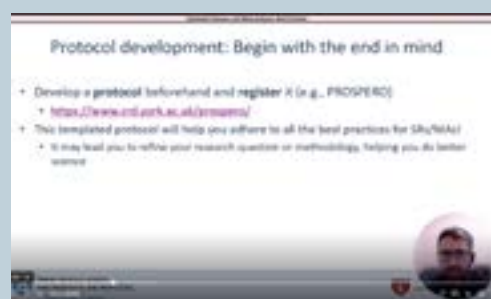 Protocol development: Begin with the end in mind
• Develop a protocol beforehand and register it (e.g., PROSPERO)
• https://www.crd.york.ac.uk/prospero/
• This templated protocol will help you adhere to all the best practices for SRs/MAs!
• It may lead you to refine your research question or methodology, helping you do better
science